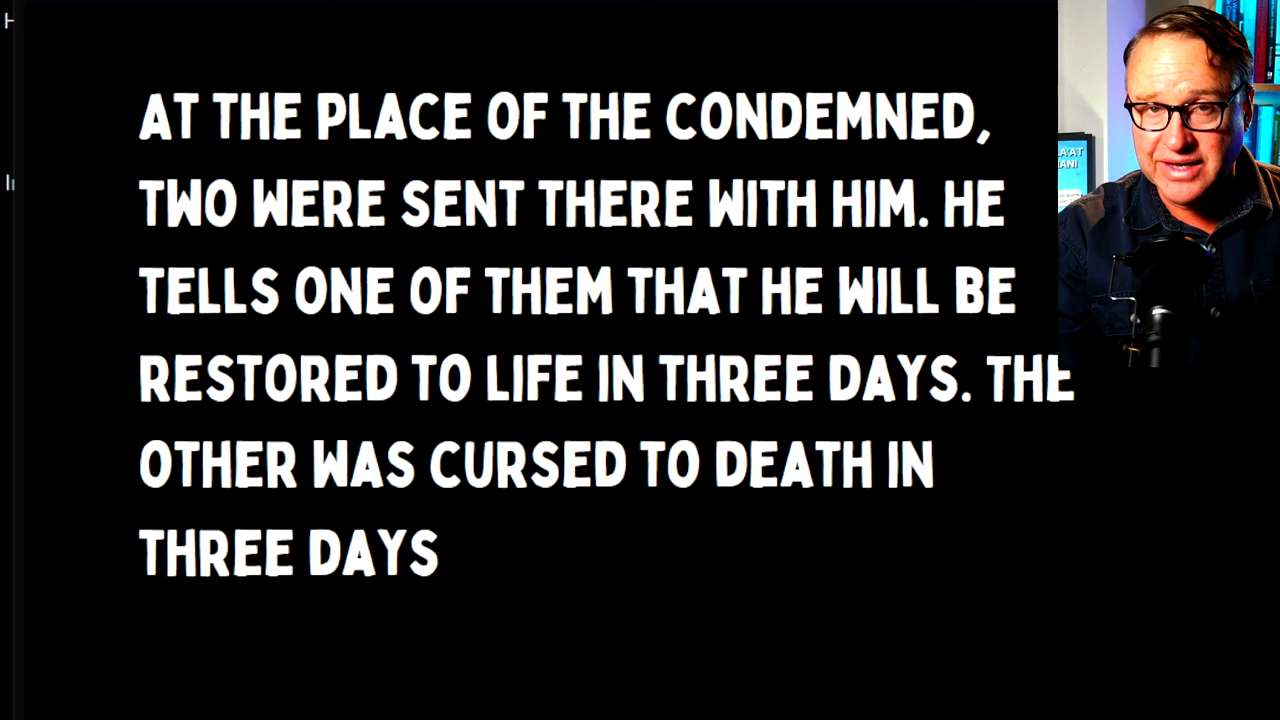 AT THE PLACE OF THE CONDEMNED,
TWO WERE SENT THERE WITH HIM. HE
TELLS ONE OF THEM THAT HE WILL BE
RESTORED TO LIFE IN THREE DAYS. THE
OTHER WAS CURSED TO DEATH IN
THREE DAYS